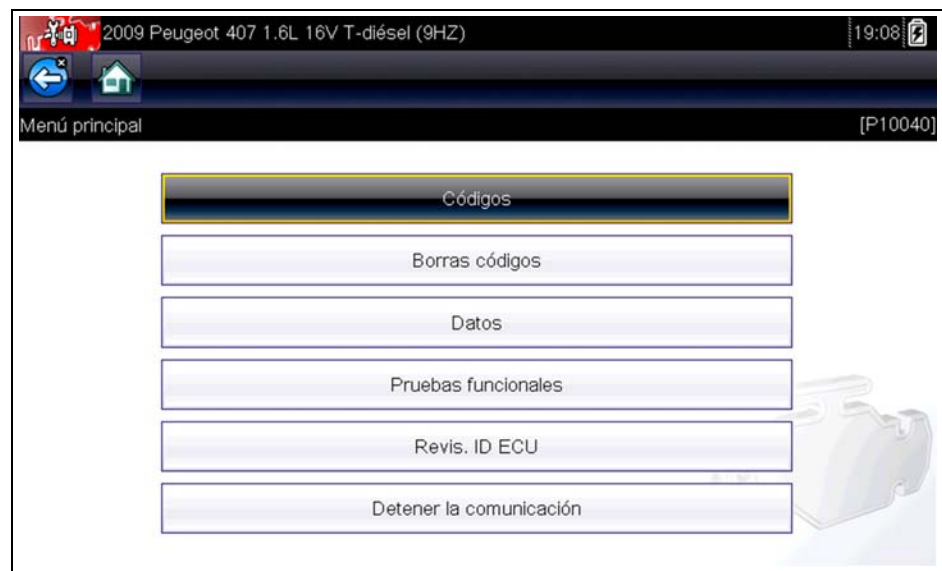 2009 Peugeot 407 1.6L 16V T-diésel (9HZ) 19:08
Menú principal [P10040]
Códigos
Borras códigos
Datos
Pruebas funcionales
Revis. ID ECU
Detener la comunicación